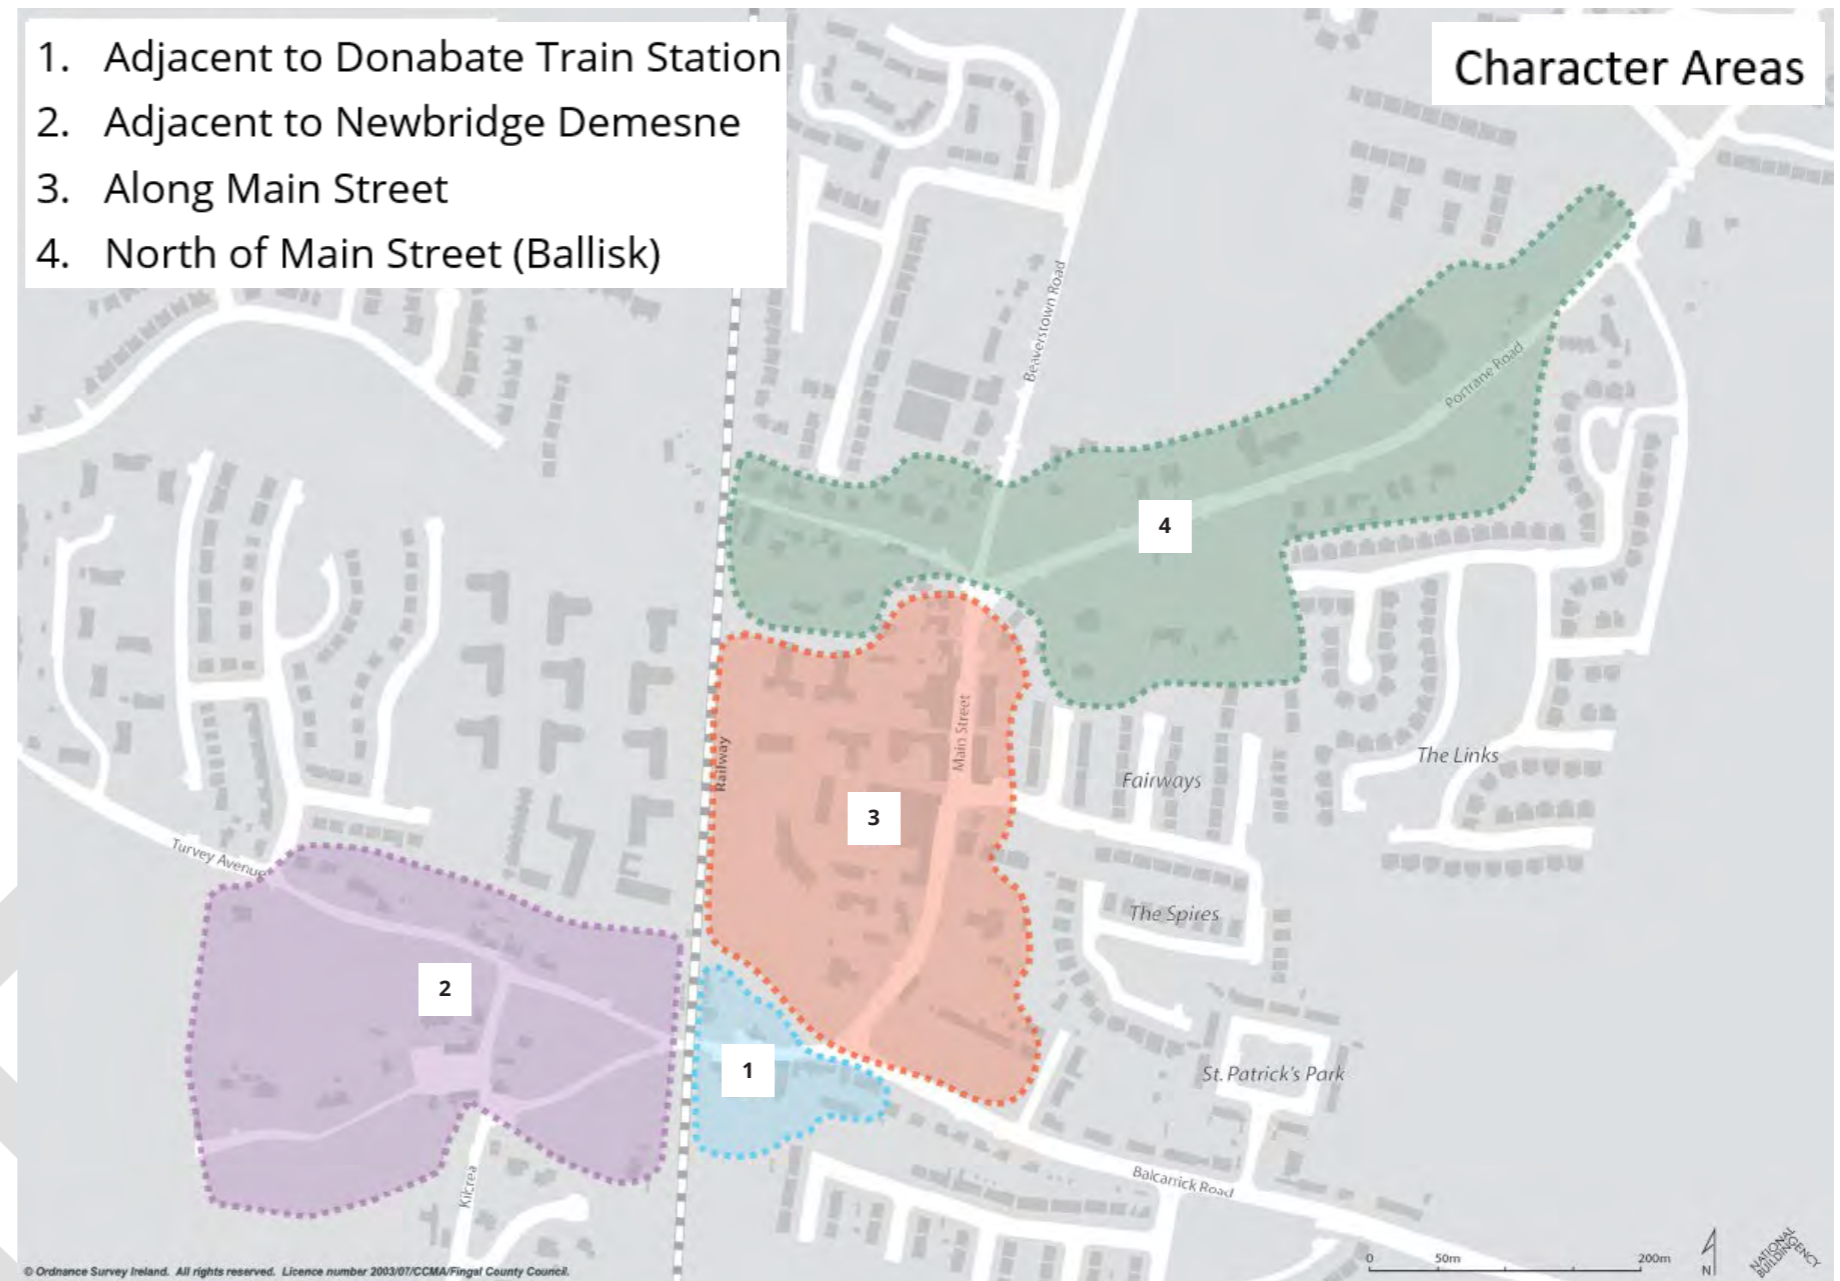 1. Adjacent to Donabate Train Station
2. Adjacent to Newbridge Demesne
3. Along Main Street
4. North of Main Street (Ballisk)
Character Areas
Beaverstown Road
Portrane Road
4
Main Street
Railway
The Links
Fairways
3
Turvey Avenue
The Spires
2
1
St. Patrick's Park
Kilcrea
Balcarrick Road
0 50m 200m
N
NATIONAL
BUILDING
AGENCY
© Ordnance Survey Ireland. All rights reserved. Licence number 2003/07/CCMA/Fingal County Council.